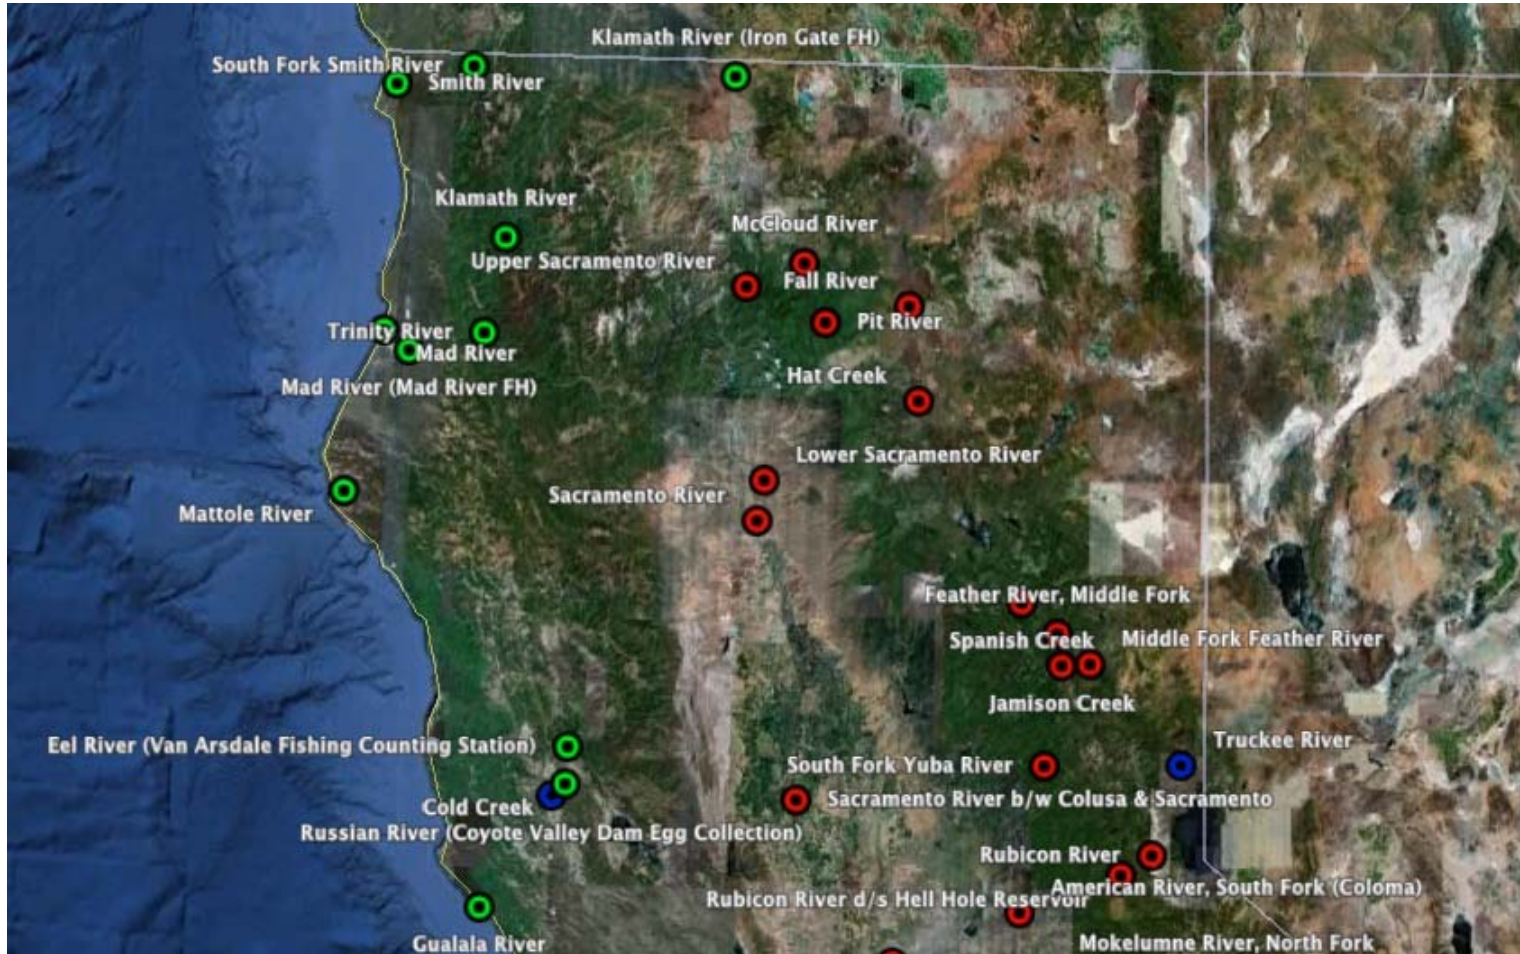 Klamath River (Iron Gate FH)
South Fork Smith River
Smith River
Klamath River
McCloud River
Upper Sacramento River
Fall River
Pit River
Trinity River
Mad River
Hat Creek
Mad River (Mad River FH)
Lower Sacramento River
Sacramento River
Mattole River
Feather River, Middle Fork
Spanish Creek
Middle Fork Feather River
Jamison Creek
Truckee River
Eel River (Van Arsdale Fishing Counting Station)
South Fork Yuba River
Sacramento River b/w Colusa & Sacramento
Cold Creek
Russian River (Coyote Valley Dam Egg Collection)
Rubicon River
American River, South Fork (Coloma)
Rubicon River d/s Hell Hole Reservoir
Gualala River
Mokelumne River, North Fork